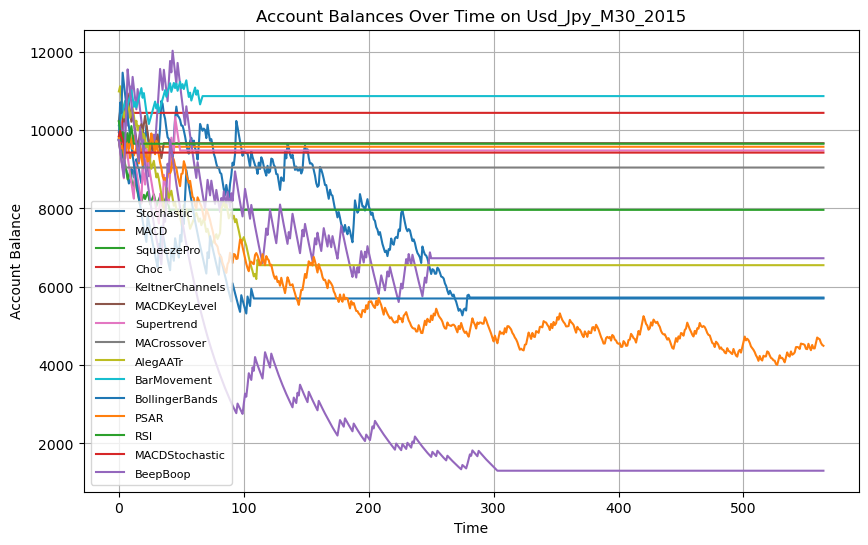 Account Balances Over Time on Usd_Jpy_M30_2015
12000
10000
8000
6000
4000
2000
Account Balance
Stochastic
MACD
SqueezePro
Choc
KeltnerChannels
MACDKeyLevel
Supertrend
MACrossover
AlegAATr
BarMovement
BollingerBands
PSAR
RSI
MACDStochastic
BeepBoop
0 100 200 300 400 500
Time